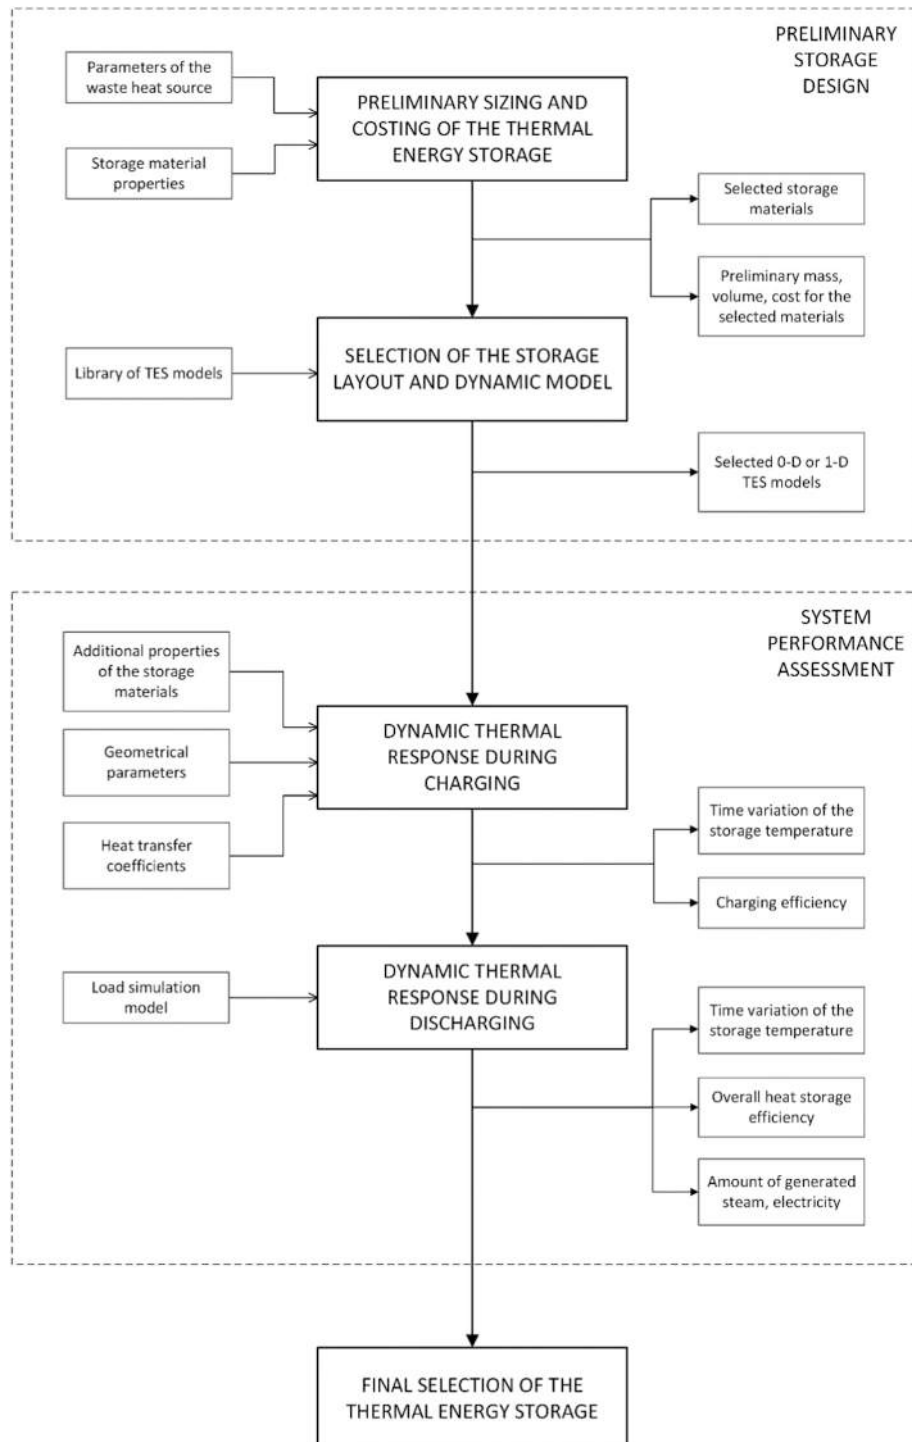 PRELIMINARY
STORAGE
DESIGN
Parameters of the
waste heat source
PRELIMINARY SIZING AND
COSTING OF THE THERMAL
ENERGY STORAGE
Storage material
properties
Selected storage
materials
Preliminary mass,
volume, cost for the
selected materials
Library of TES models
SELECTION OF THE STORAGE
LAYOUT AND DYNAMIC MODEL
Selected 0-D or 1-D
TES models
SYSTEM
PERFORMANCE
ASSESSMENT
Additional properties
of the storage
materials
Geometrical
parameters
Heat transfer
coefficients
DYNAMIC THERMAL
RESPONSE DURING
CHARGING
Time variation of the
storage temperature
Charging efficiency
Load simulation
model
DYNAMIC THERMAL
RESPONSE DURING
DISCHARGING
Time variation of the
storage temperature
Overall heat storage
efficiency
Amount of generated
steam, electricity
FINAL SELECTION OF THE
THERMAL ENERGY STORAGE